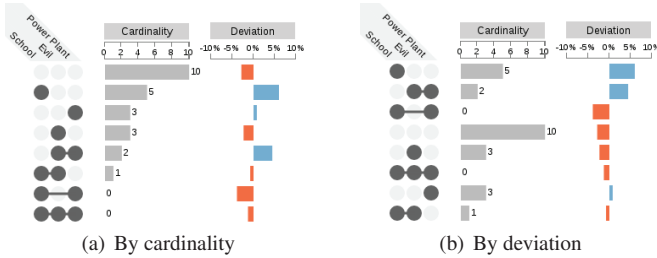 Power Plant
Evil
School
Cardinality
0 2 4 6 8 10
Deviation
-10% -5% 0% 5% 10%
10
5
3
3
2
1
0
0
(a) By cardinality
Power Plant
Evil
School
Cardinality
0 2 4 6 8 10
Deviation
-10% -5% 0% 5% 10%
5
2
0
10
3
0
3
1
(b) By deviation